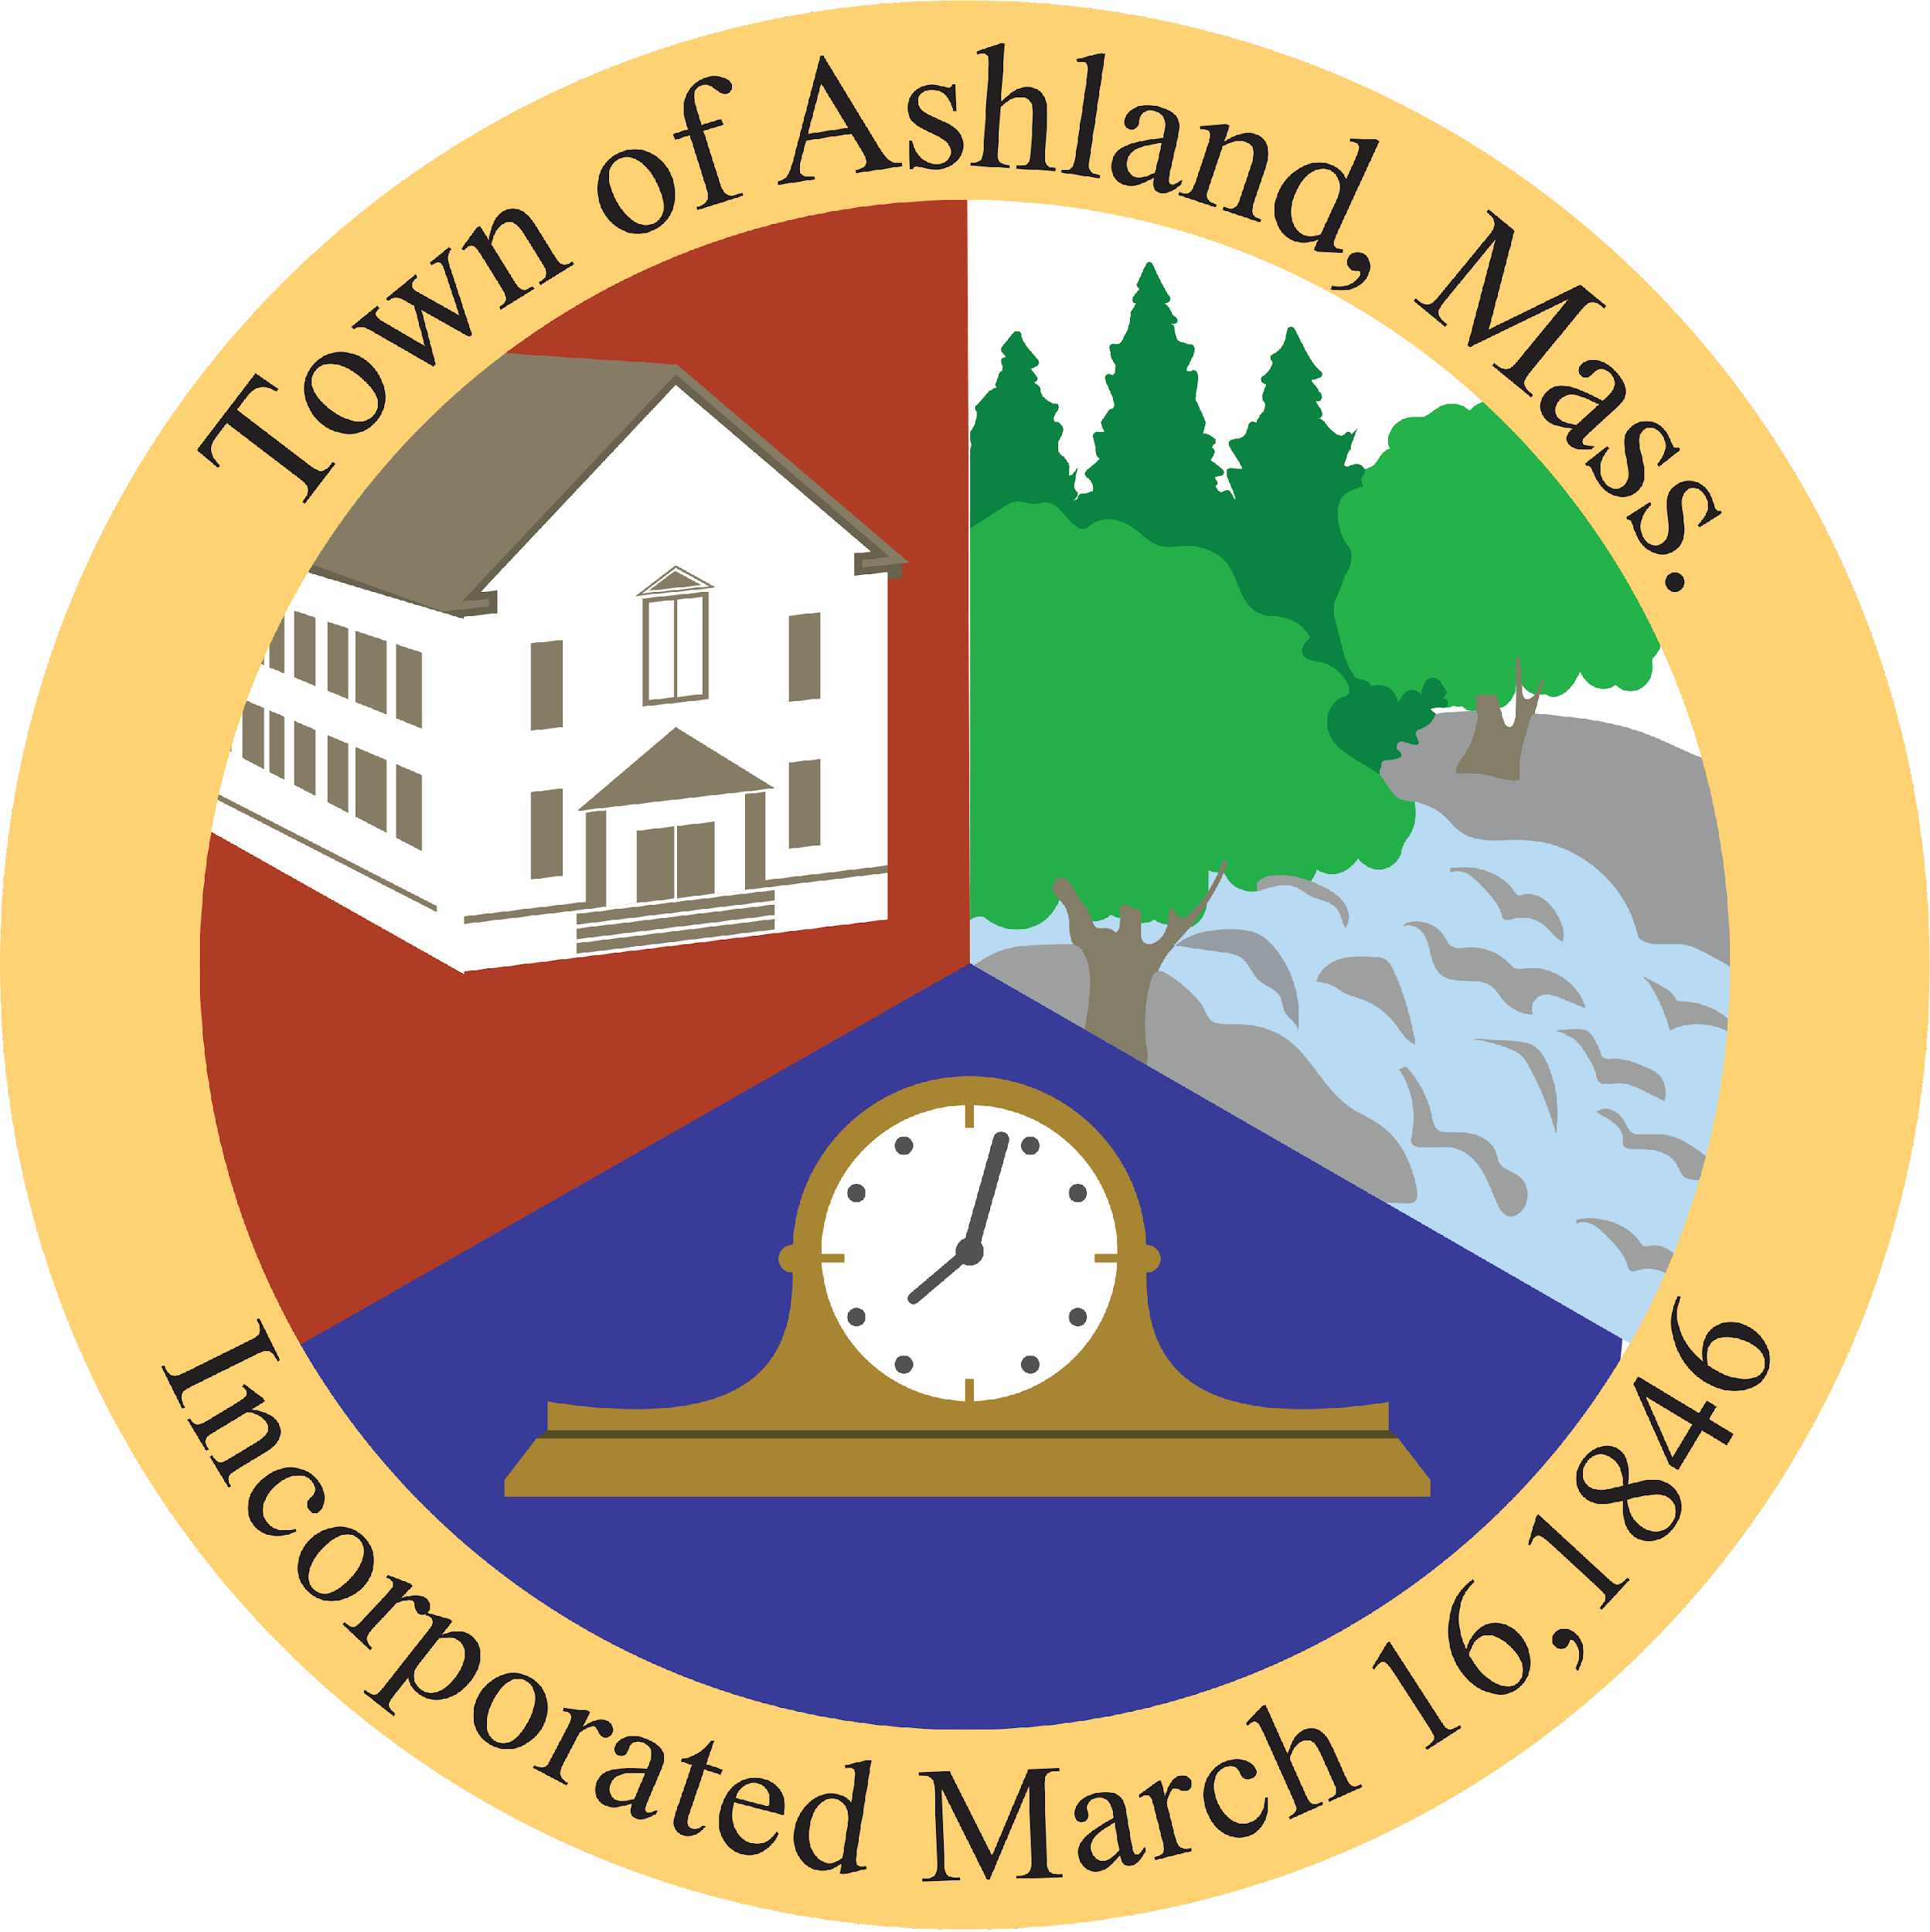 Town of Ashland, Mass.
Incorporated March 16, 1846